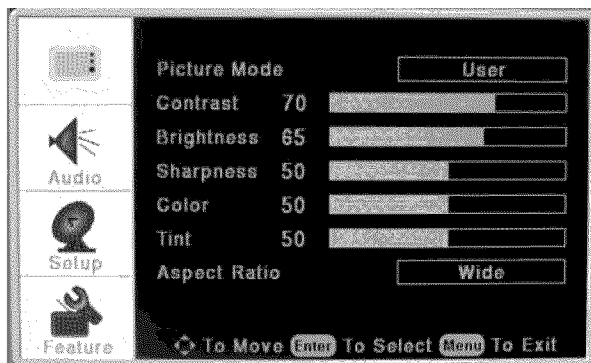 Picture Mode User
Contrast 70
Brightness 65
Sharpness 50
Color 50
Tint 50
Aspect Ratio Wide
Audio
Setup
Feature
To Move Enter To Select Menu To Exit